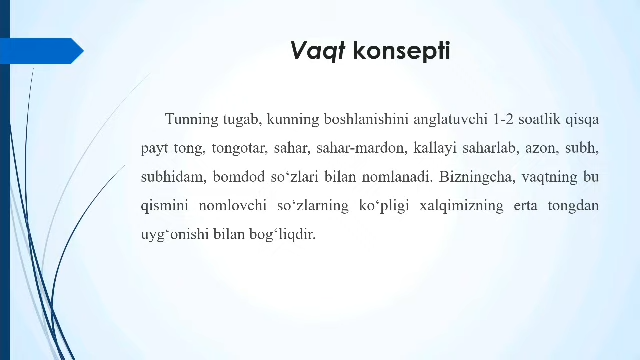 Vaqt konsepti
Tunning tugab, kunning boshlanishini anglatuvchi 1-2 soatlik qisqa
payt tong, tongotar, sahar, sahar-mardon, kallayi saharlab, azon, subh,
subhidam, bomdod so‘zlari bilan nomlanadi. Bizningcha, vaqtning bu
qismini nomlovchi so‘zlarning ko‘pligi xalqimizning erta tongdan
uyg‘onishi bilan bog‘liqdir.